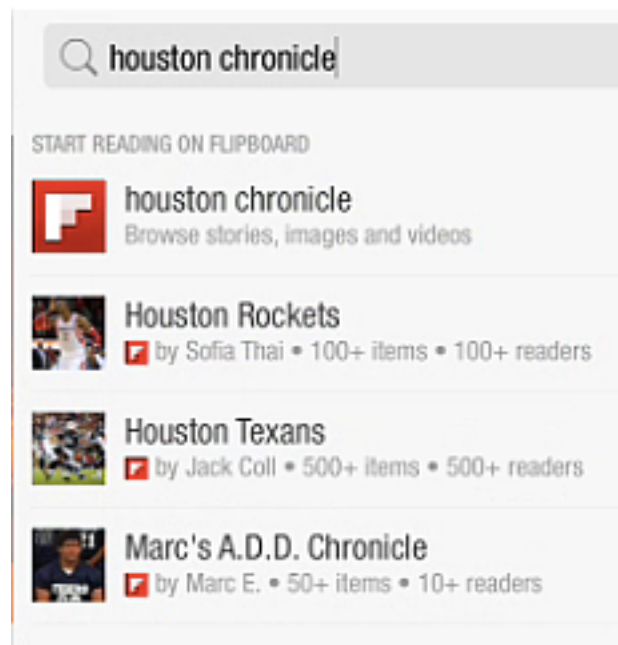 houston chronicle
START READING ON FLIPBOARD
houston chronicle
Browse stories, images and videos
Houston Rockets
by Sofia Thai • 100+ items • 100+ readers
Houston Texans
by Jack Coll • 500+ items • 500+ readers
Marc's A.D.D. Chronicle
by Marc E. • 50+ items • 10+ readers